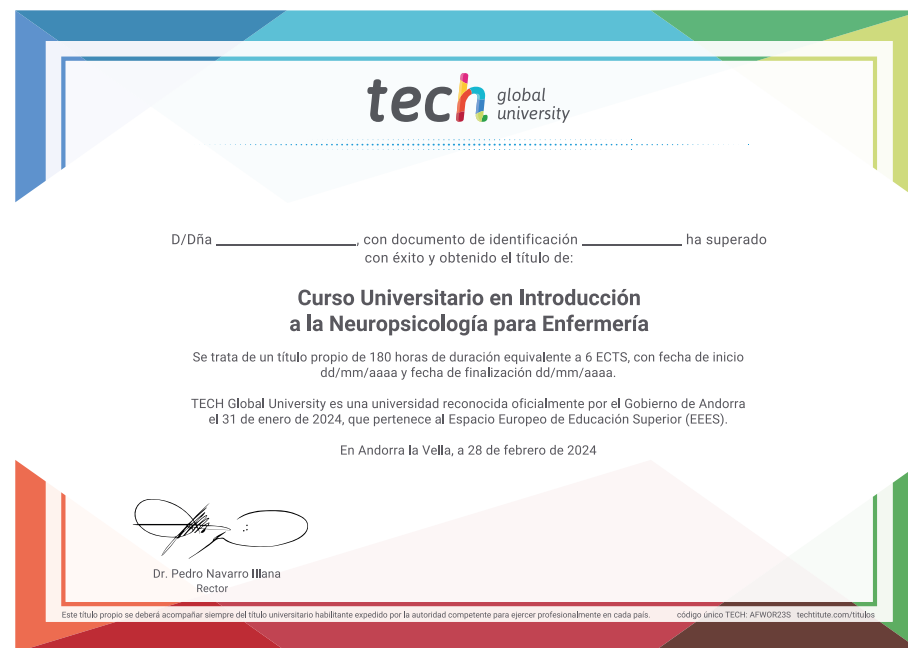 tech global university
D/Dña ________________, con documento de identificación ____________ ha superado
con éxito y obtenido el título de:
Curso Universitario en Introducción
a la Neuropsicología para Enfermería
Se trata de un título propio de 180 horas de duración equivalente a 6 ECTS, con fecha de inicio
dd/mm/aaaa y fecha de finalización dd/mm/aaaa.
TECH Global University es una universidad reconocida oficialmente por el Gobierno de Andorra
el 31 de enero de 2024, que pertenece al Espacio Europeo de Educación Superior (EEES).
En Andorra la Vella, a 28 de febrero de 2024
Dr. Pedro Navarro Illana
Rector
Este título propio se deberá acompañar siempre del título universitario habilitante expedido por la autoridad competente para ejercer profesionalmente en cada país. código único TECH: AFWOR23S techtitute.com/titulos